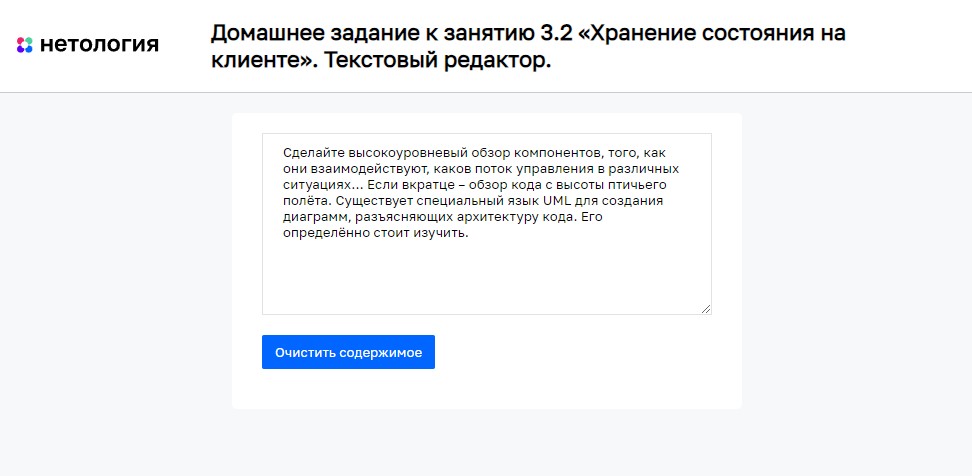 нетология
Домашнее задание к занятию 3.2 «Хранение состояния на
клиенте». Текстовый редактор.
Сделайте высокоуровневый обзор компонентов, того, как
они взаимодействуют, каков поток управления в различных
ситуациях... Если вкратце – обзор кода с высоты птичьего
полёта. Существует специальный язык UML для создания
диаграмм, разъясняющих архитектуру кода. Его
определённо стоит изучить.
Очистить содержимое